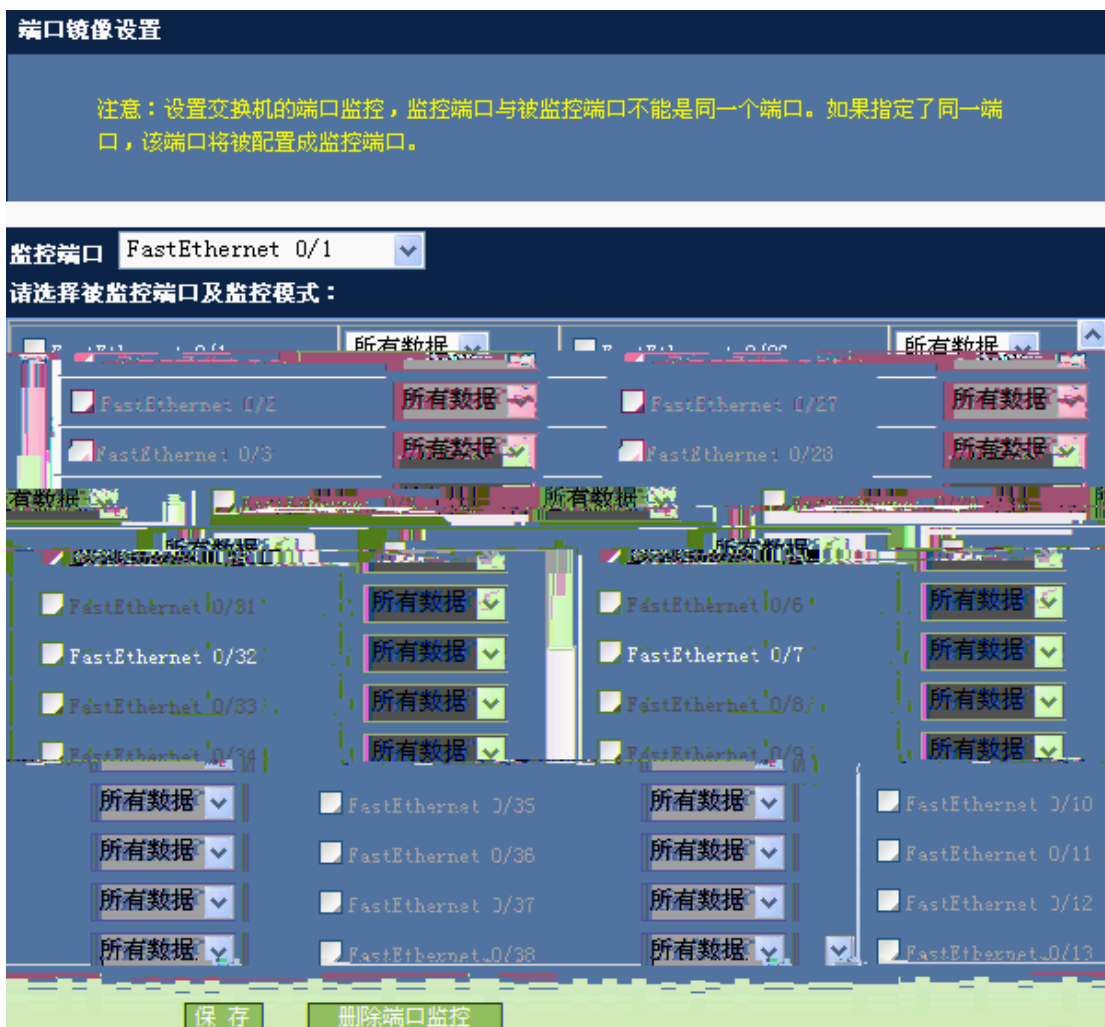 端口镜像设置
注意：设置交换机的端口监控，监控端口与被监控端口不能是同一个端口。如果指定了同一端
口，该端口将被配置成监控端口。
监控端口 FastEthernet 0/1
请选择被监控端口及监控模式：
所有数据 所有数据
FastEthernet 0/2 所有数据 FastEthernet 0/27 所有数据
FastEthernet 0/3 所有数据 FastEthernet 0/28 所有数据
有数据 所有数据
所有数据 所有数据
FastEthernet 0/31 所有数据 FastEthernet 0/6 所有数据
FastEthernet 0/32 所有数据 FastEthernet 0/7 所有数据
FastEthernet 0/33 所有数据 FastEthernet 0/8 所有数据
FastEthernet 0/34 所有数据 FastEthernet 0/9 所有数据
所有数据 FastEthernet 0/35 所有数据 FastEthernet 0/10
所有数据 FastEthernet 0/36 所有数据 FastEthernet 0/11
所有数据 FastEthernet 0/37 所有数据 FastEthernet 0/12
所有数据 FastEthernet 0/38 所有数据 FastEthernet 0/13
保 存 删除端口监控